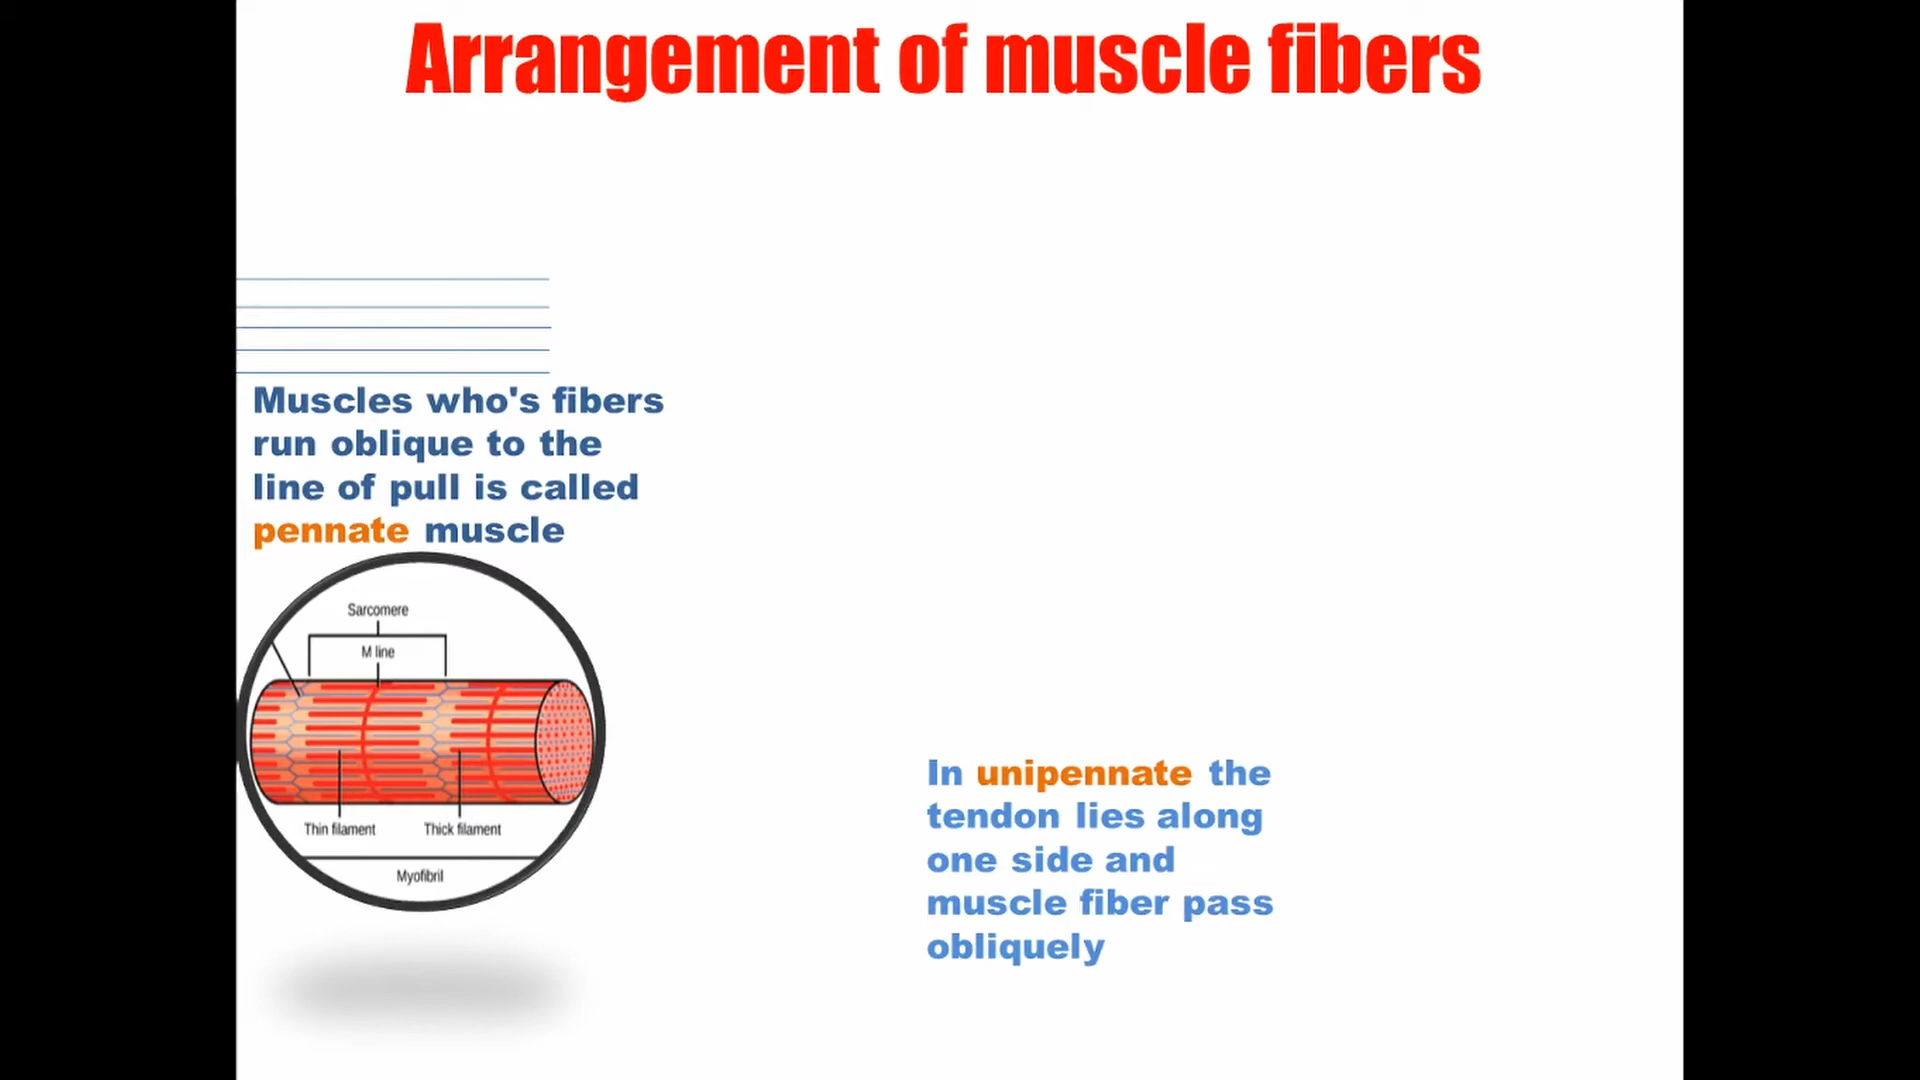 Arrangement of muscle fibers
Muscles who's fibers
run oblique to the
line of pull is called
pennate muscle
Sarcomere
M line
Thin filament
Thick filament
Myofibril
In unipennate the
tendon lies along
one side and
muscle fiber pass
obliquely